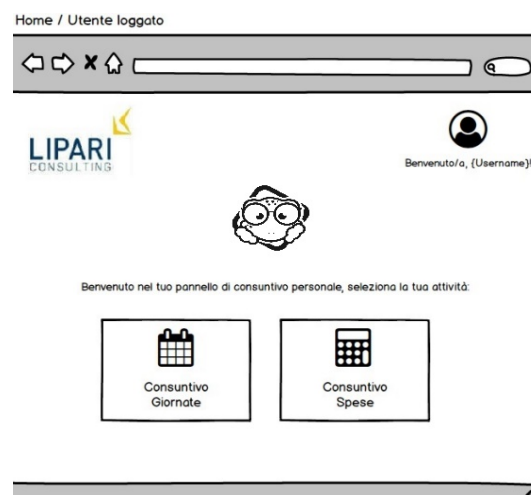 Home / Utente loggato
LIPARI
CONSULTING
Benvenuto/a, {Username}!
Benvenuto nel tuo pannello di consuntivo personale, seleziona la tua attività:
Consuntivo
Giornate
Consuntivo
Spese